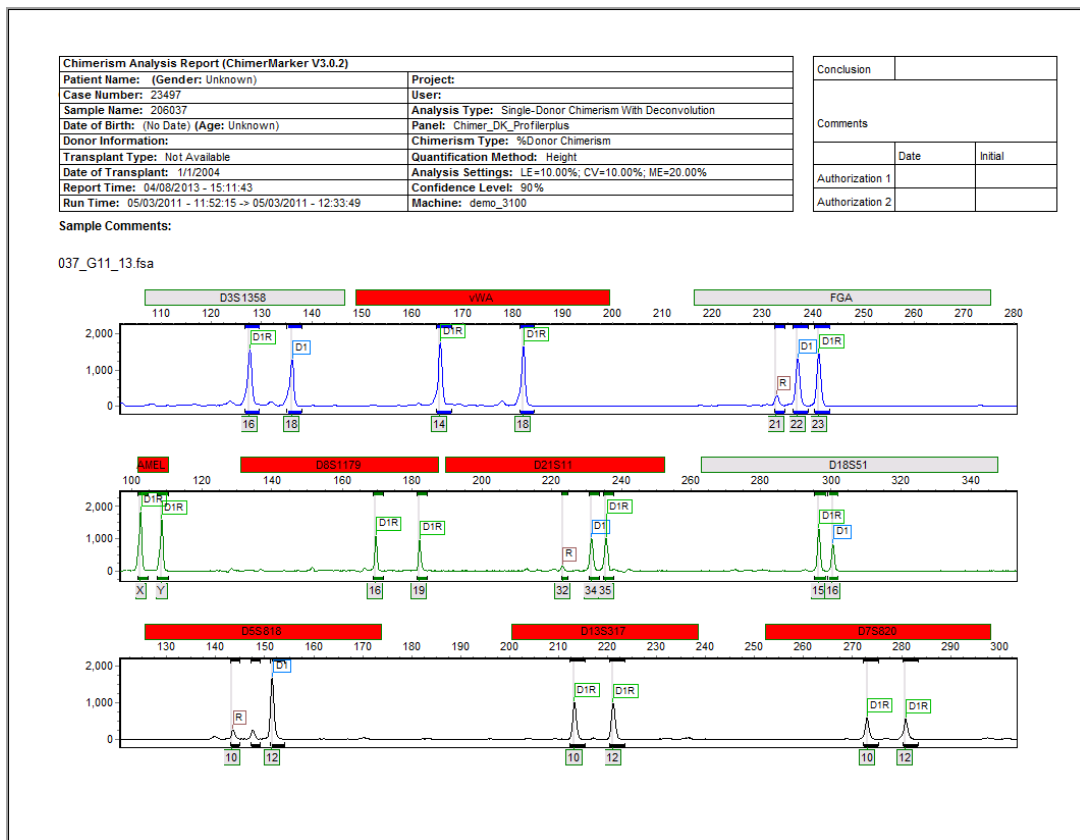 Chimerism Analysis Report (ChimerMarker V3.0.2)
Patient Name: (Gender: Unknown) Project:
Case Number: 23497 User:
Sample Name: 206037 Analysis Type: Single-Donor Chimerism With Deconvolution
Date of Birth: (No Date) (Age: Unknown) Panel: Chimer_DK_Profilerplus
Donor Information: Chimerism Type: %Donor Chimerism
Transplant Type: Not Available Quantification Method: Height
Date of Transplant: 1/1/2004 Analysis Settings: LE=10.00%; CV=10.00%; ME=20.00%
Report Time: 04/08/2013 - 15:11:43 Confidence Level: 90%
Run Time: 05/03/2011 - 11:52:15 -> 05/03/2011 - 12:33:49 Machine: demo_3100
Conclusion
Comments
Date Initial
Authorization 1
Authorization 2
Sample Comments:
037_G11_13.fsa
D3S1358 vWA FGA
110 120 130 140 150 160 170 180 190 200 210 220 230 240 250 260 270 280
2,000
1,000
0
D1R D1 D1R D1R R D1 D1R
16 18 14 18 21 22 23
AMEL D8S1179 D21S11 D18S51
100 120 140 160 180 200 220 240 260 280 300 320 340
2,000
1,000
0
D1R D1R D1R D1R R D1 D1R D1R D1
X Y 16 19 32 34 35 15 16
D5S818 D13S317 D7S820
130 140 150 160 170 180 190 200 210 220 230 240 250 260 270 280 290 300
2,000
1,000
0
R D1 D1R D1R D1R D1R
10 12 10 12 10 12